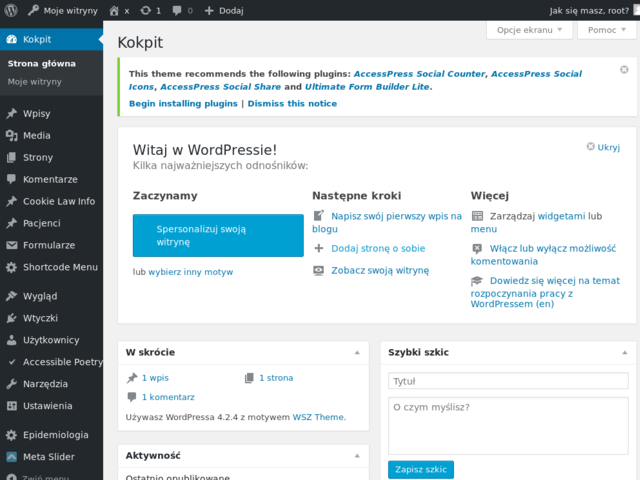 Moje witryny
x
1
0
Dodaj
Jak się masz, root?
Kokpit
Strona główna
Moje witryny
Wpisy
Media
Strony
Komentarze
Cookie Law Info
Pacjenci
Formularze
Shortcode Menu
Wygląd
Wtyczki
Użytkownicy
Accessible Poetry
Narzędzia
Ustawienia
Epidemiologia
Meta Slider
Zwiń menu
Opcje ekranu
Pomoc
Kokpit
This theme recommends the following plugins: AccessPress Social Counter, AccessPress Social
Icons, AccessPress Social Share and Ultimate Form Builder Lite.
Begin installing plugins | Dismiss this notice
Witaj w WordPressie!
Ukryj
Kilka najważniejszych odnośników:
Zaczynamy
Spersonalizuj swoją
witrynę
lub wybierz inny motyw
Następne kroki
Napisz swój pierwszy wpis na
blogu
Dodaj stronę o sobie
Zobacz swoją witrynę
Więcej
Zarządzaj widgetami lub
menu
Włącz lub wyłącz możliwość
komentowania
Dowiedz się więcej na temat
rozpoczynania pracy z
WordPressem (en)
W skrócie
1 wpis
1 strona
1 komentarz
Używasz WordPressa 4.2.4 z motywem WSZ Theme.
Aktywność
Ostatnio opublikowane
Szybki szkic
Tytuł
O czym myślisz?
Zapisz szkic